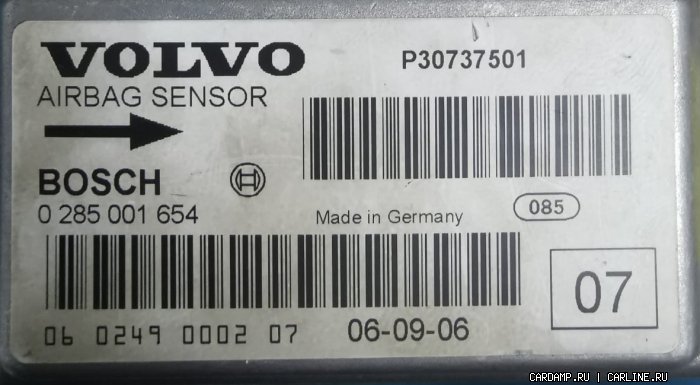 VOLVO
P30737501
AIRBAG SENSOR
BOSCH
0 285 001 654
Made in Germany
085
07
06 0249 0002 07
06-09-06
CARDAMP.RU | CARLINE.RU